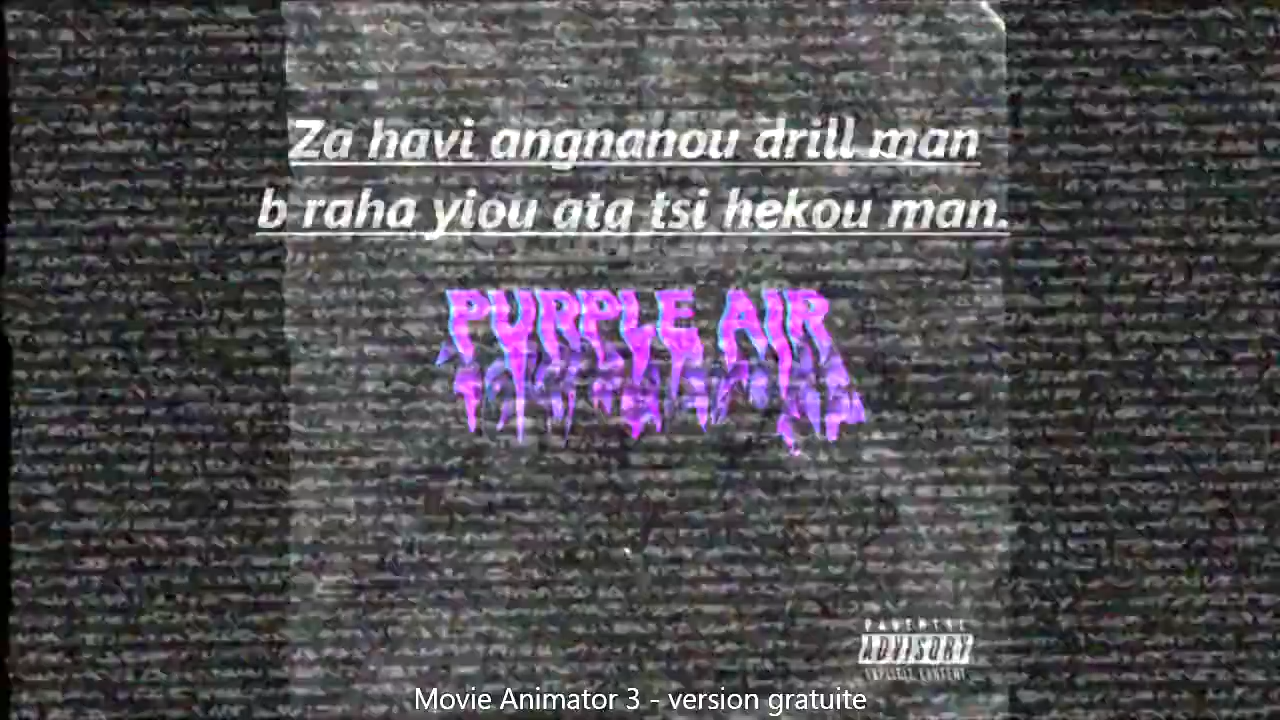 Za havi angnanou drill man
b raha yiou ata tsi hekou man.
PURPLE AIR
PARENTAL
ADVISORY
EXPLICIT CONTENT
Movie Animator 3 - version gratuite